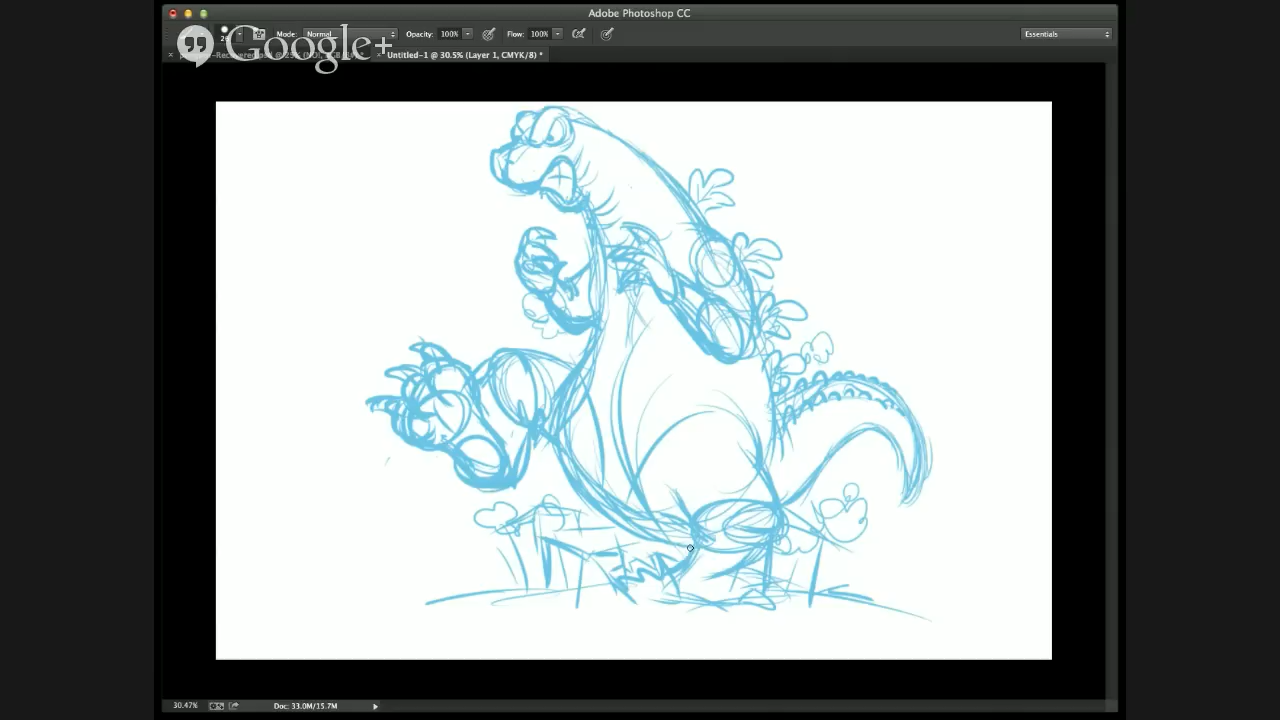 Adobe Photoshop CC
Google+
Mode: Normal Opacity: 100% Flow: 100% Essentials
Untitled-1 @ 30.5% (Layer 1, CMYK/8) *
30.47% Doc: 33.0M/15.7M